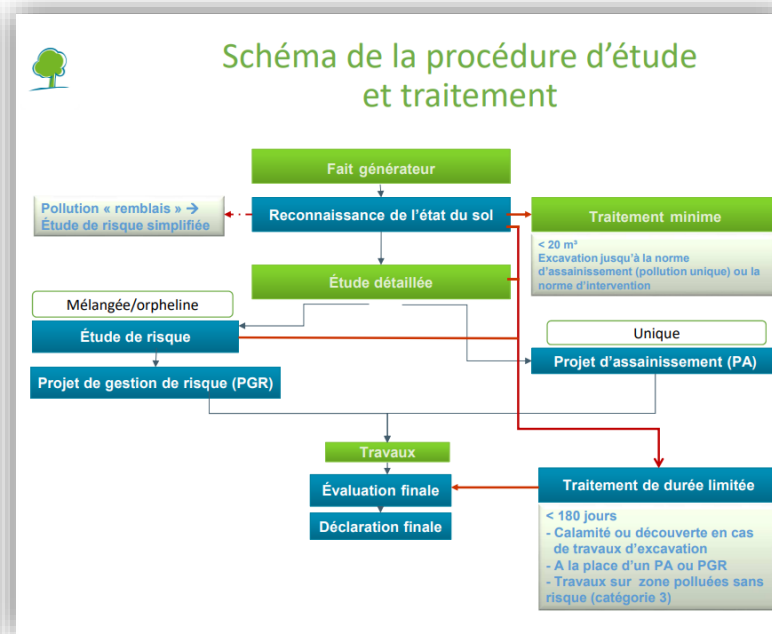 Schéma de la procédure d'étude
et traitement
Fait générateur
Pollution « remblais » →
Étude de risque simplifiée
Reconnaissance de l'état du sol
Traitement minime
< 20 m³
Excavation jusqu'à la norme
d'assainissement (pollution unique) ou la
norme d'intervention
Étude détaillée
Mélangée/orpheline
Étude de risque
Unique
Projet d'assainissement (PA)
Projet de gestion de risque (PGR)
Travaux
Évaluation finale
Traitement de durée limitée
Déclaration finale
< 180 jours
- Calamité ou découverte en cas
de travaux d'excavation
- A la place d'un PA ou PGR
- Travaux sur zone polluées sans
risque (catégorie 3)